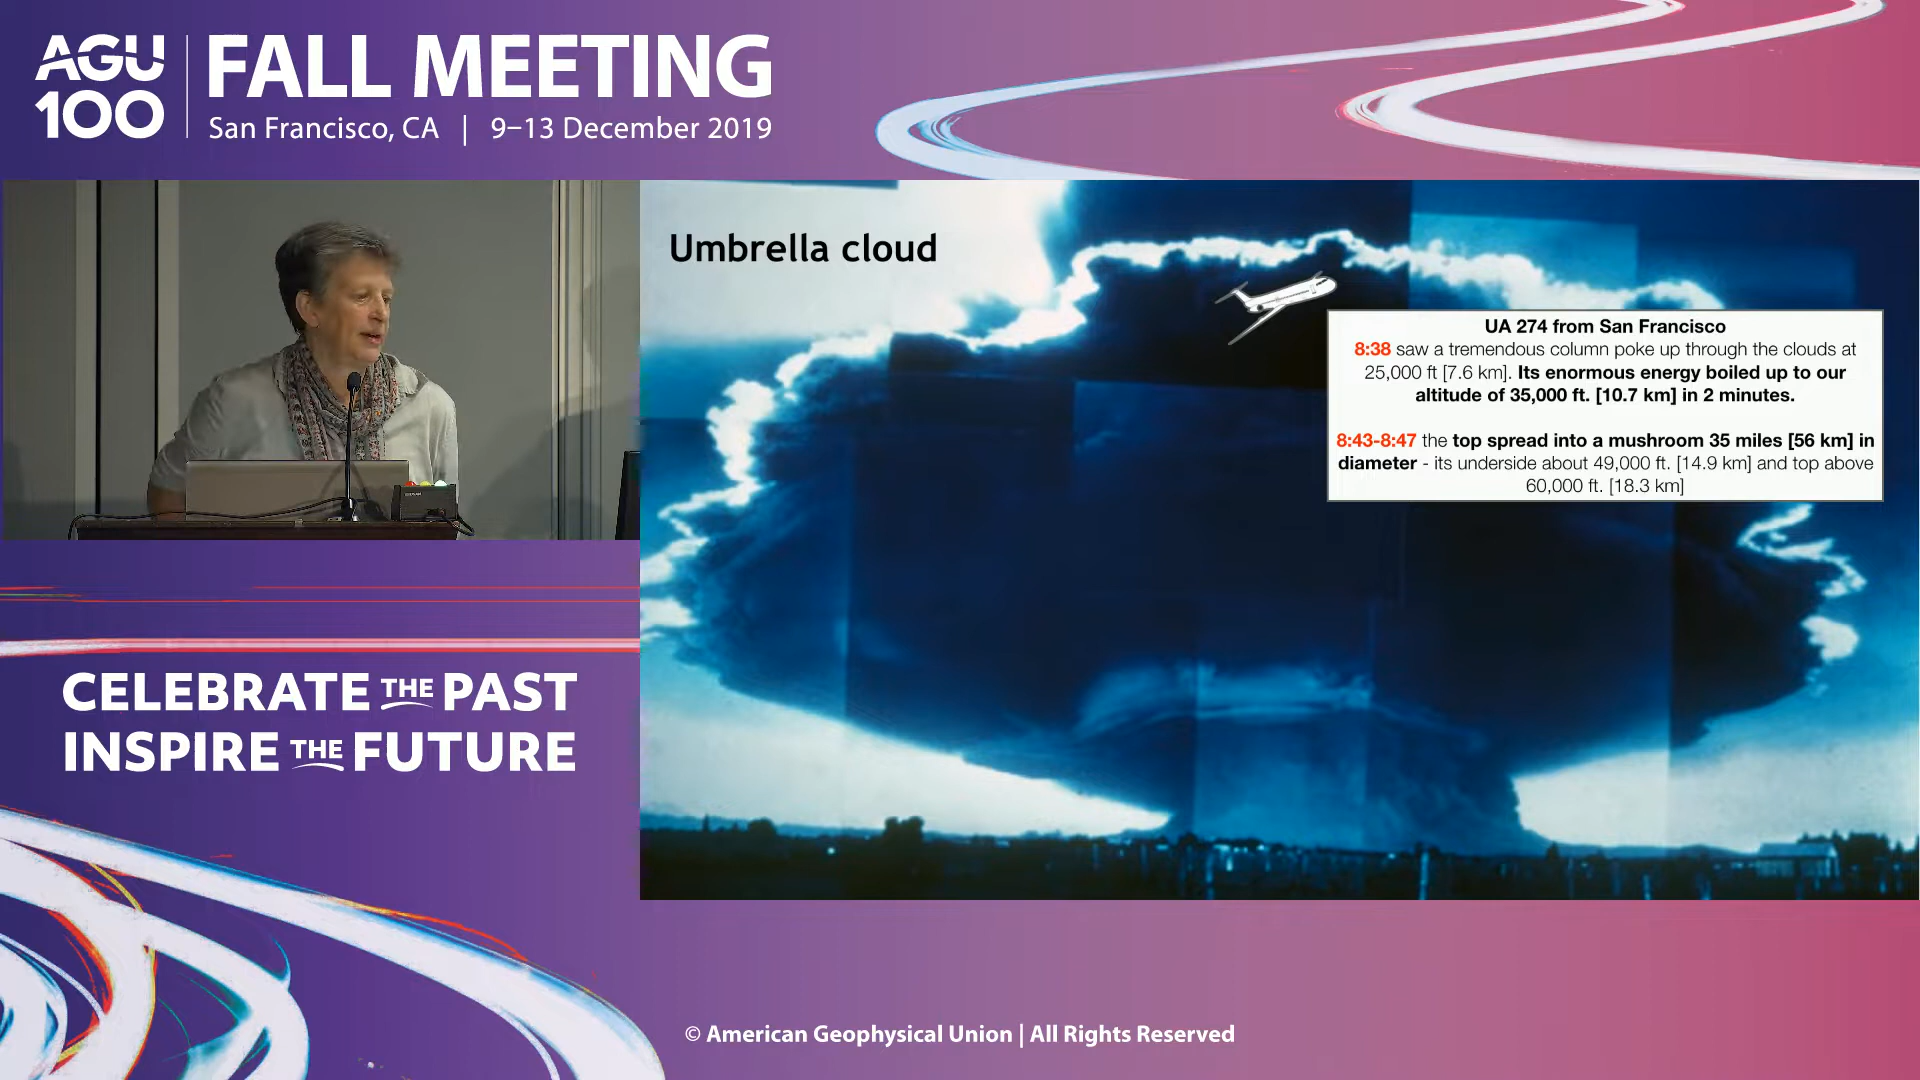 AGU
100
FALL MEETING
San Francisco, CA | 9–13 December 2019
Umbrella cloud
UA 274 from San Francisco
8:38 saw a tremendous column poke up through the clouds at
25,000 ft [7.6 km]. Its enormous energy boiled up to our
altitude of 35,000 ft. [10.7 km] in 2 minutes.
8:43-8:47 the top spread into a mushroom 35 miles [56 km] in
diameter - its underside about 49,000 ft. [14.9 km] and top above
60,000 ft. [18.3 km]
CELEBRATE THE PAST
INSPIRE THE FUTURE
© American Geophysical Union | All Rights Reserved